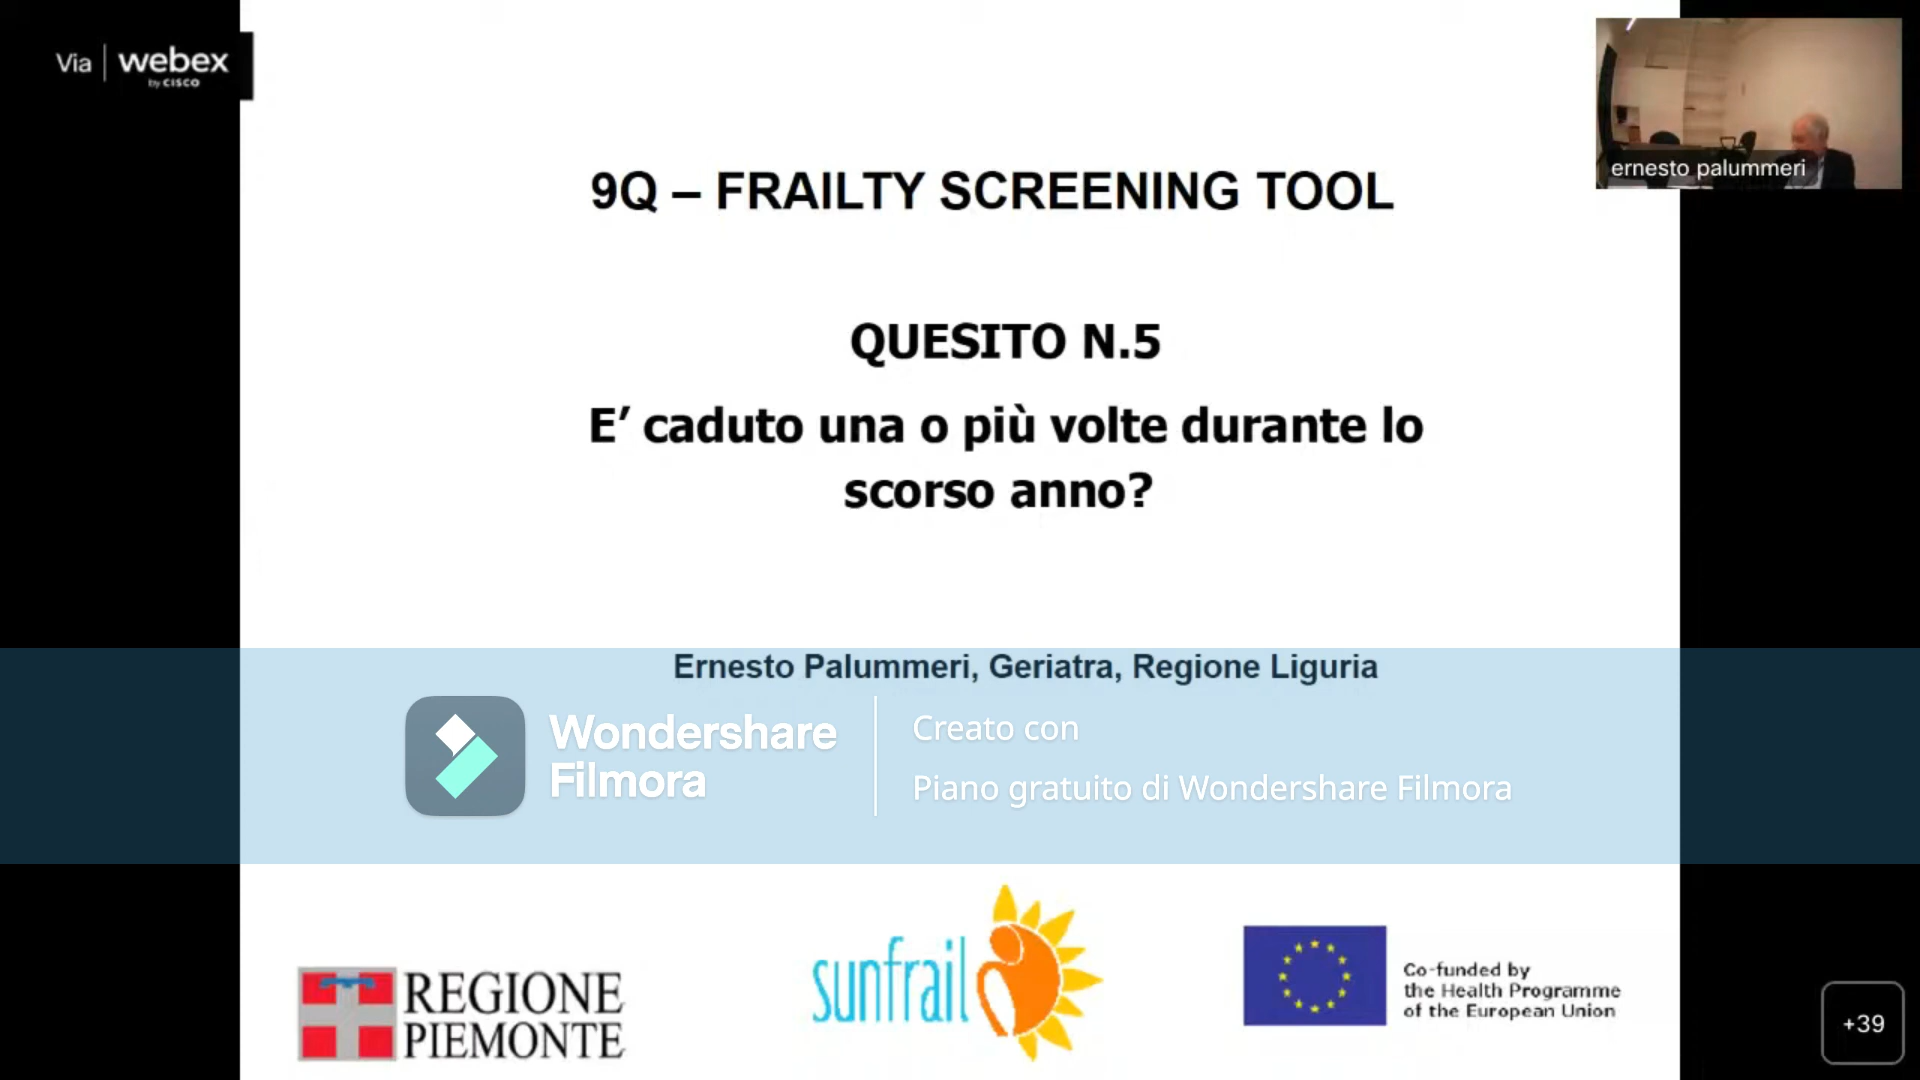 Via | webex
by CISCO
ernesto palummeri
9Q – FRAILTY SCREENING TOOL
QUESITO N.5
E’ caduto una o più volte durante lo
scorso anno?
Ernesto Palummeri, Geriatra, Regione Liguria
Wondershare
Filmora
Creato con
Piano gratuito di Wondershare Filmora
REGIONE
PIEMONTE
sunfrail
Co-funded by
the Health Programme
of the European Union
+39